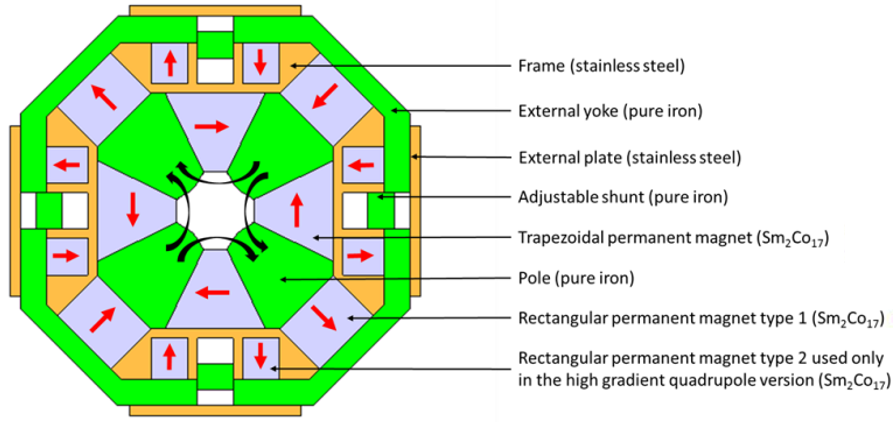 Frame (stainless steel)
External yoke (pure iron)
External plate (stainless steel)
Adjustable shunt (pure iron)
Trapezoidal permanent magnet (Sm₂Co₁₇)
Pole (pure iron)
Rectangular permanent magnet type 1 (Sm₂Co₁₇)
Rectangular permanent magnet type 2 used only
in the high gradient quadrupole version (Sm₂Co₁₇)